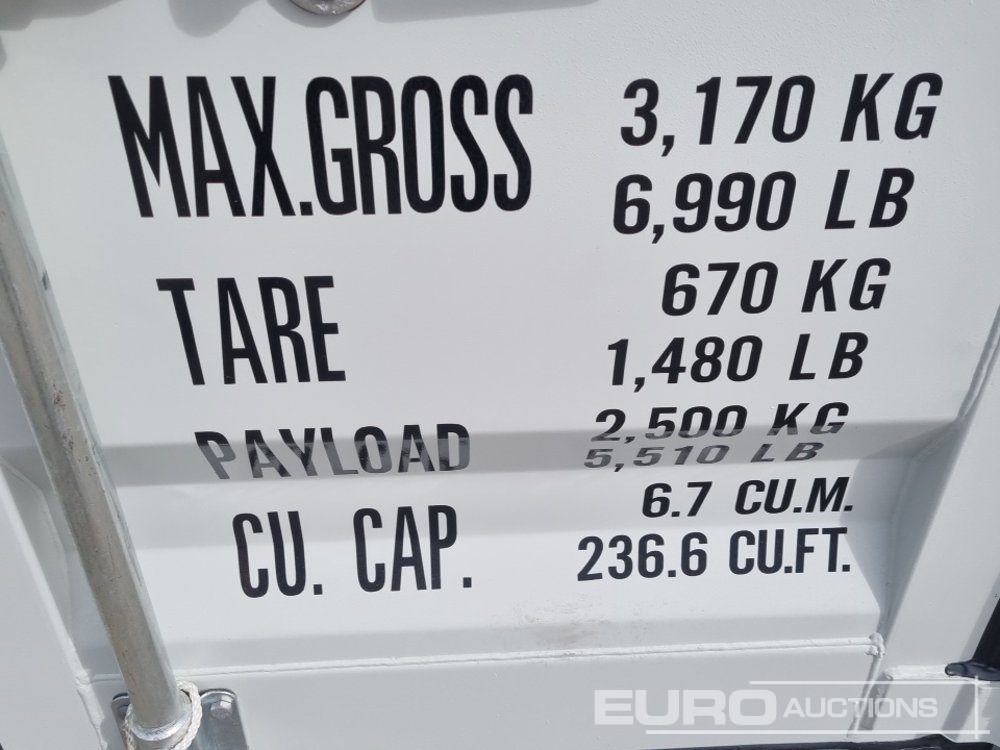 MAX.GROSS 3,170 KG
6,990 LB
TARE 670 KG
1,480 LB
PAYLOAD 2,500 KG
5,510 LB
CU. CAP. 6.7 CU.M.
236.6 CU.FT.
EURO AUCTIONS